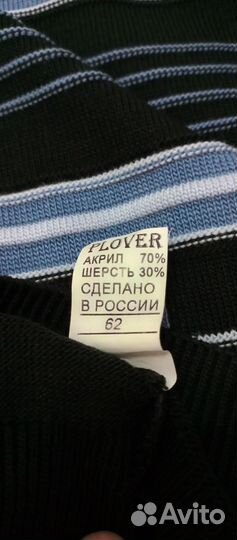 PLOVER
АКРИЛ 70%
ШЕРСТЬ 30%
СДЕЛАНО
В РОССИИ
62
Avito